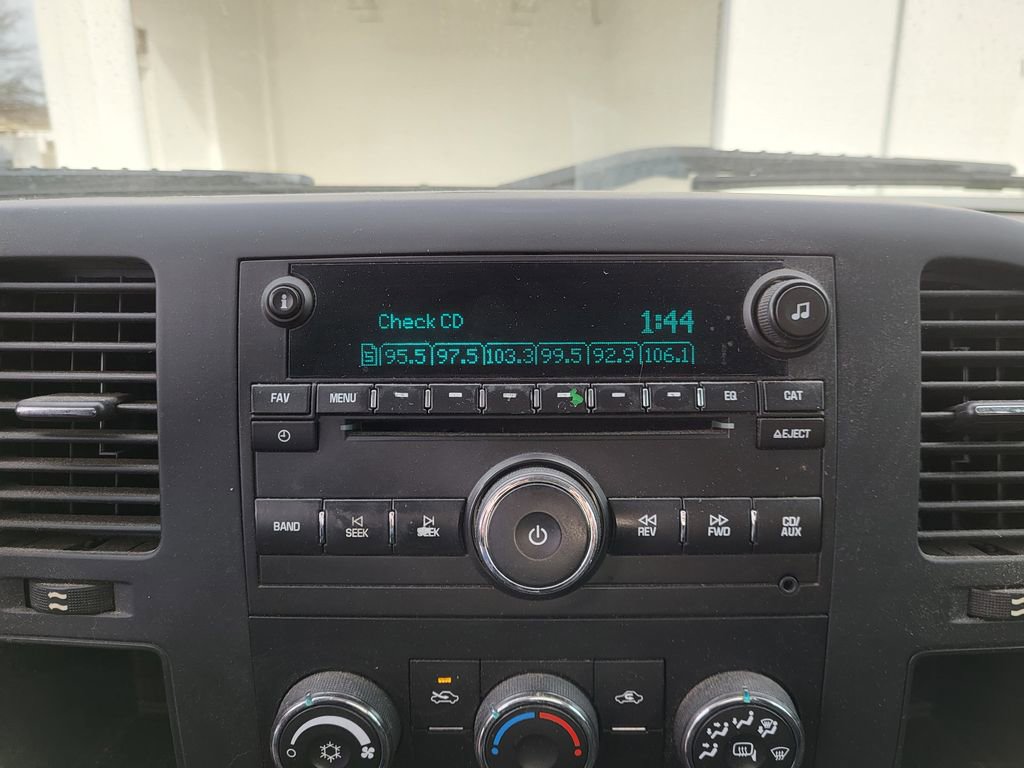 i
Check CD 1:44
5 95.5 97.5 103.3 99.5 92.9 106.1
FAV MENU EQ CAT
EJECT
BAND SEEK SEEK REV FWD CD/
AUX